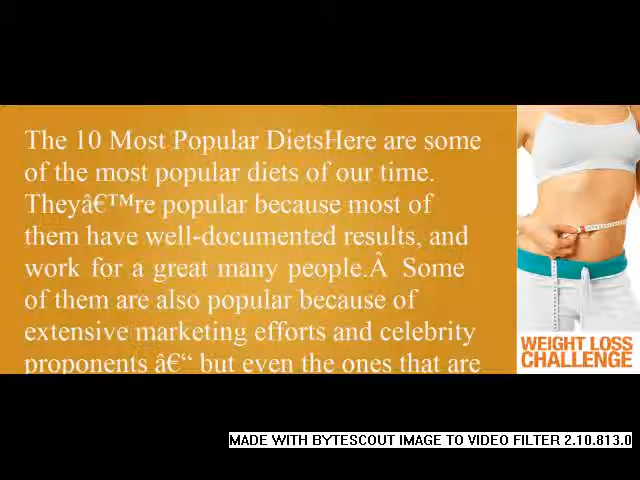 The 10 Most Popular DietsHere are some
of the most popular diets of our time.
Theyâ€™re popular because most of
them have well-documented results, and
work for a great many people.Â  Some
of them are also popular because of
extensive marketing efforts and celebrity
proponents â€“ but even the ones that are
WEIGHT LOSS
CHALLENGE
MADE WITH BYTESCOUT IMAGE TO VIDEO FILTER 2.10.813.0